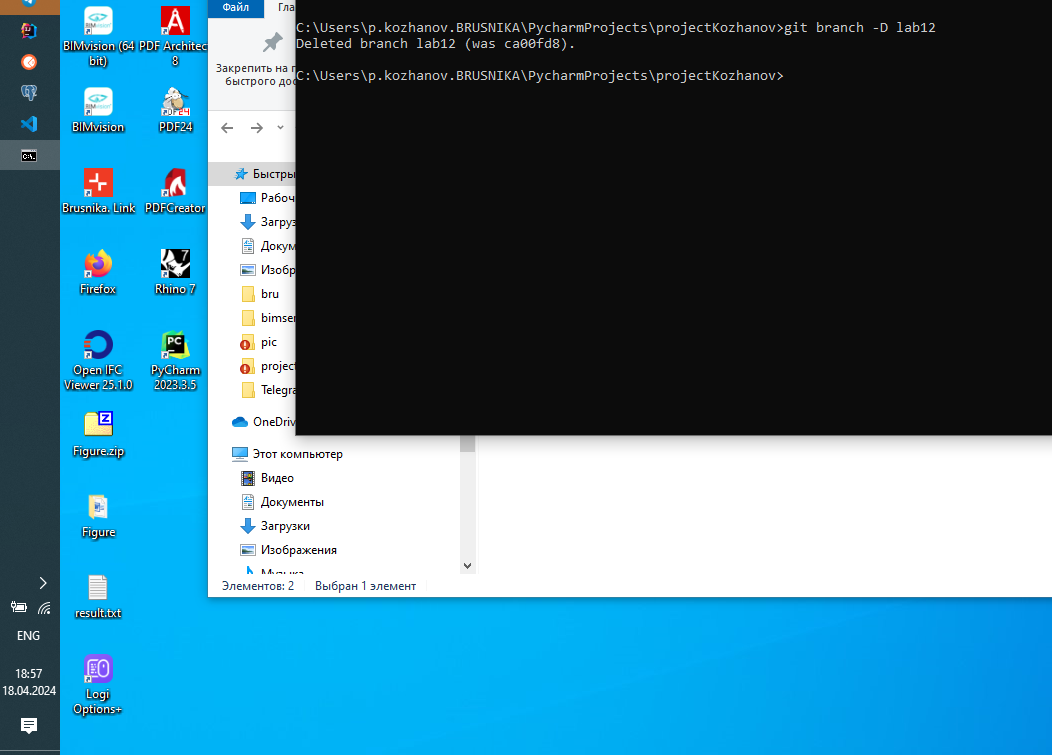 C:\Users\p.kozhanov.BRUSNIKA\PycharmProjects\projectKozhanov>git branch -D lab12
Deleted branch lab12 (was ca00fd8).
C:\Users\p.kozhanov.BRUSNIKA\PycharmProjects\projectKozhanov>
BIMvision (64 bit)
PDF Architec
8
BIMvision
PDF24
Brusnika. Link
PDFCreator
Firefox
Rhino 7
Open IFC
Viewer 25.1.0
PyCharm
2023.3.5
Figure.zip
Figure
result.txt
Logi
Options+
Файл
Гла
Закрепить на п
быстрого дос
Быстры
Рабоч
Загруз
Докум
Изобр
bru
bimser
pic
project
Telegra
OneDriv
Этот компьютер
Видео
Документы
Загрузки
Изображения
Музыка
Элементов: 2
Выбран 1 элемент
ENG
18:57
18.04.2024